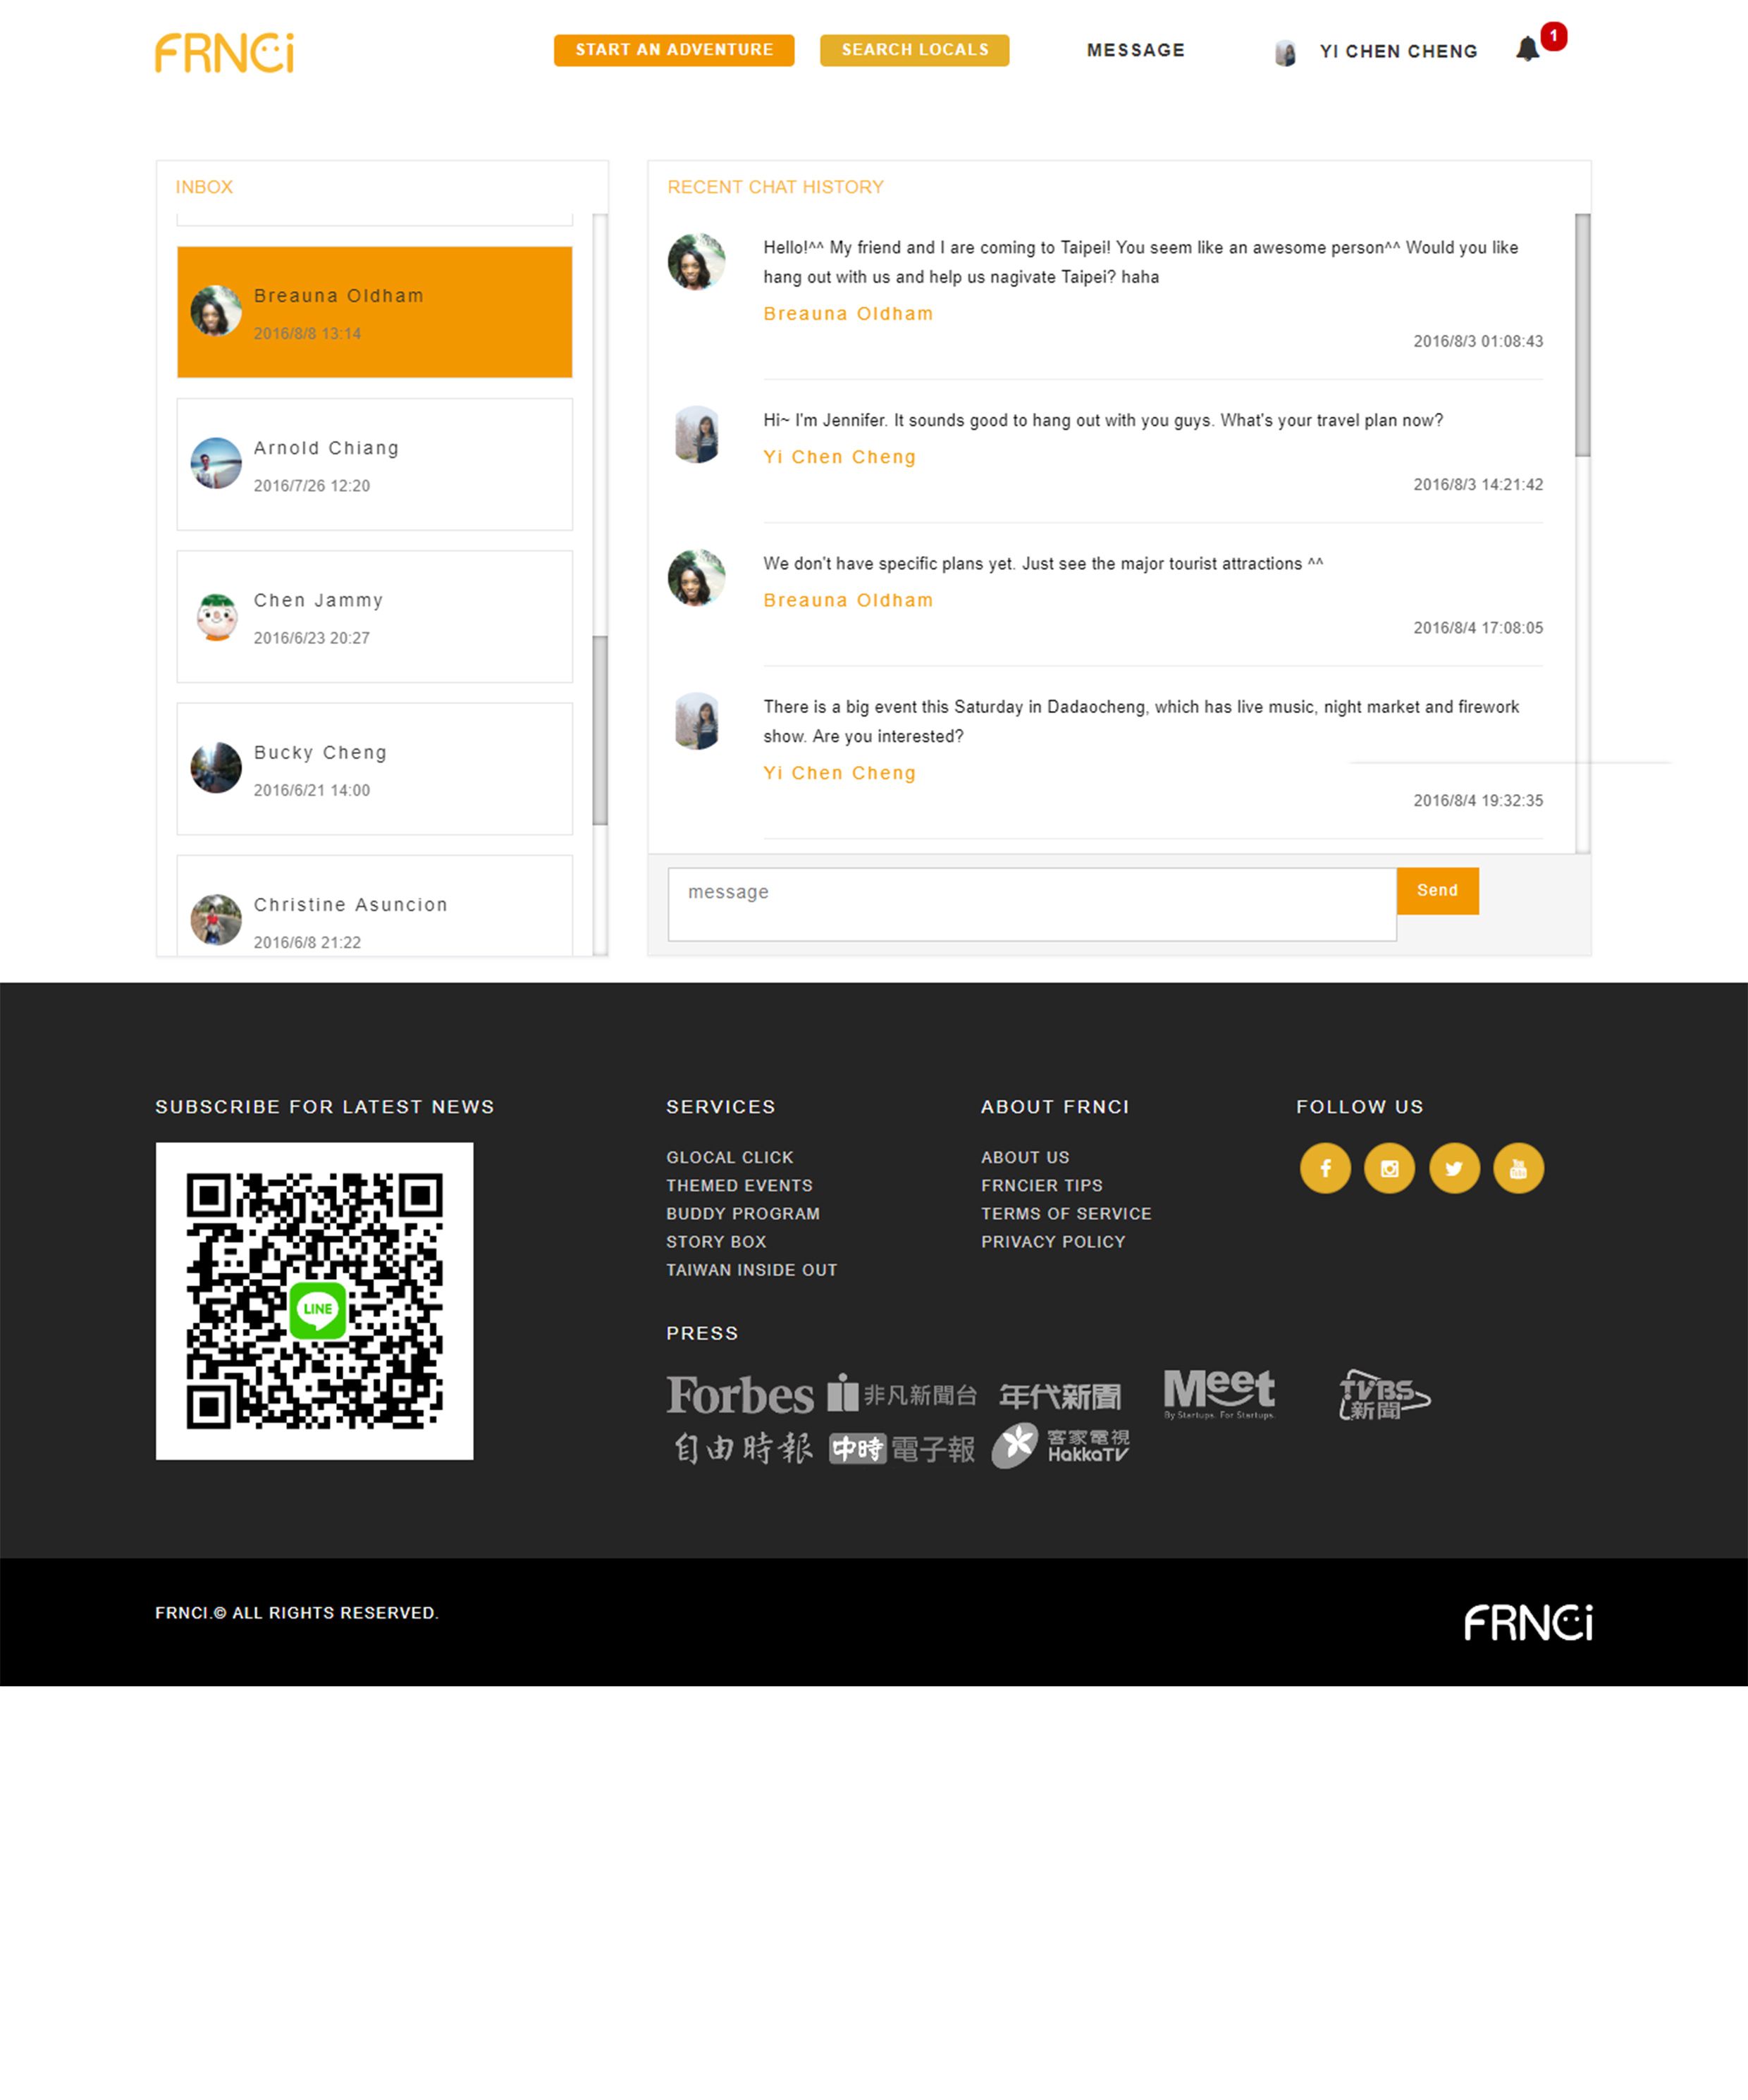 FRNCi
START AN ADVENTURE
SEARCH LOCALS
MESSAGE
YI CHEN CHENG
1
INBOX
Breauna Oldham
2016/8/8 13:14
Arnold Chiang
2016/7/26 12:20
Chen Jammy
2016/6/23 20:27
Bucky Cheng
2016/6/21 14:00
Christine Asuncion
2016/6/8 21:22
RECENT CHAT HISTORY
Hello!^^ My friend and I are coming to Taipei! You seem like an awesome person^^ Would you like
hang out with us and help us nagivate Taipei? haha
Breauna Oldham
2016/8/3 01:08:43
Hi~ I'm Jennifer. It sounds good to hang out with you guys. What's your travel plan now?
Yi Chen Cheng
2016/8/3 14:21:42
We don't have specific plans yet. Just see the major tourist attractions ^^
Breauna Oldham
2016/8/4 17:08:05
There is a big event this Saturday in Dadaocheng, which has live music, night market and firework
show. Are you interested?
Yi Chen Cheng
2016/8/4 19:32:35
message
Send
SUBSCRIBE FOR LATEST NEWS
LINE
SERVICES
GLOCAL CLICK
THEMED EVENTS
BUDDY PROGRAM
STORY BOX
TAIWAN INSIDE OUT
ABOUT FRNCI
ABOUT US
FRNCIER TIPS
TERMS OF SERVICE
PRIVACY POLICY
FOLLOW US
You Tube
PRESS
Forbes
非凡新聞台
年代新聞
Meet
By Startups. For Startups.
TVBS
新聞
自由時報
中時電子報
客家電視
HakkaTV
FRNCI.© ALL RIGHTS RESERVED.
FRNCi